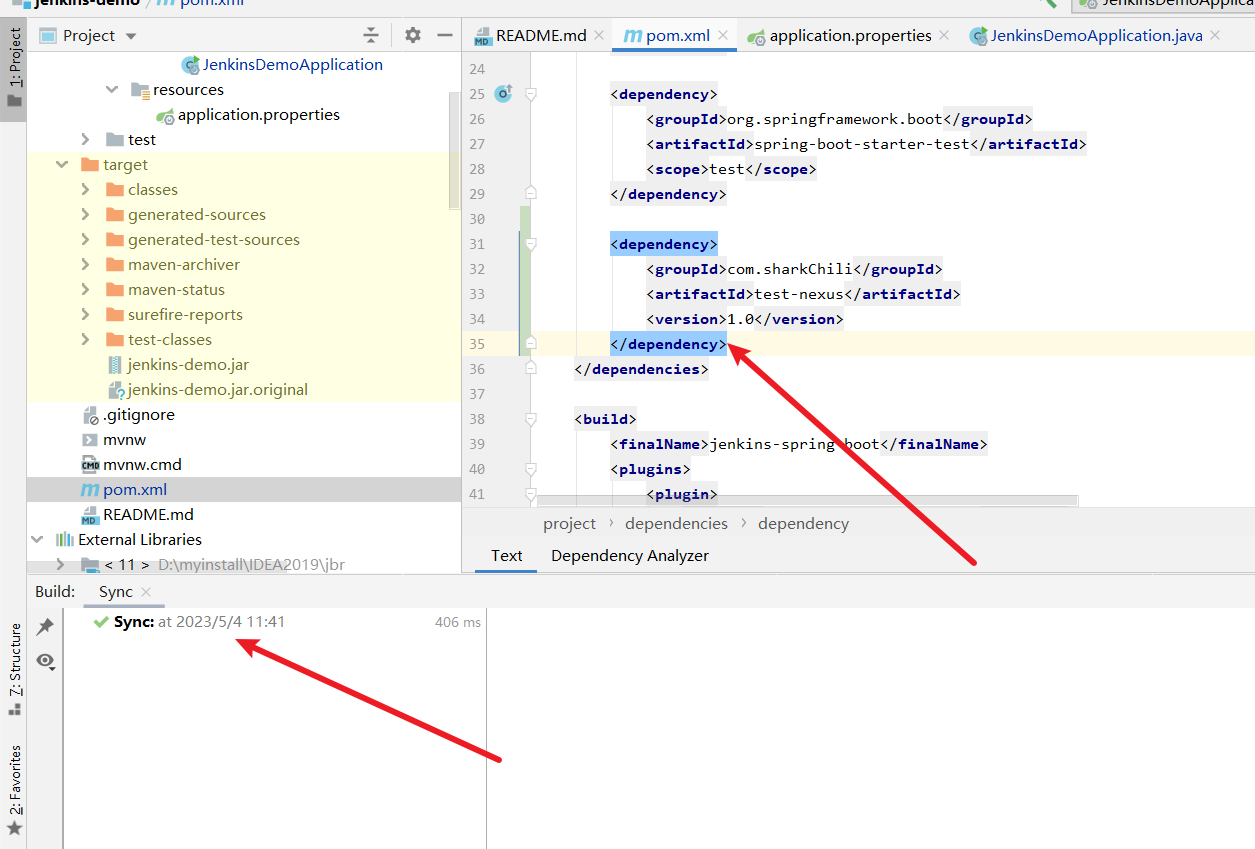 jenkins-demo / pom.xml
JenkinsDemoApplica
Project
README.md
pom.xml
application.properties
JenkinsDemoApplication.java
1: Project
JenkinsDemoApplication
resources
application.properties
test
target
classes
generated-sources
generated-test-sources
maven-archiver
maven-status
surefire-reports
test-classes
jenkins-demo.jar
jenkins-demo.jar.original
.gitignore
mvnw
mvnw.cmd
pom.xml
README.md
External Libraries
< 11 > D:\myinstall\IDEA2019\jbr
24
25 <dependency>
26 <groupId>org.springframework.boot</groupId>
27 <artifactId>spring-boot-starter-test</artifactId>
28 <scope>test</scope>
29 </dependency>
30
31 <dependency>
32 <groupId>com.sharkChili</groupId>
33 <artifactId>test-nexus</artifactId>
34 <version>1.0</version>
35 </dependency>
36 </dependencies>
37
38 <build>
39 <finalName>jenkins-spring-boot</finalName>
40 <plugins>
41 <plugin>
project › dependencies › dependency
Text
Dependency Analyzer
Build:
Sync
Sync: at 2023/5/4 11:41
406 ms
7: Structure
2: Favorites